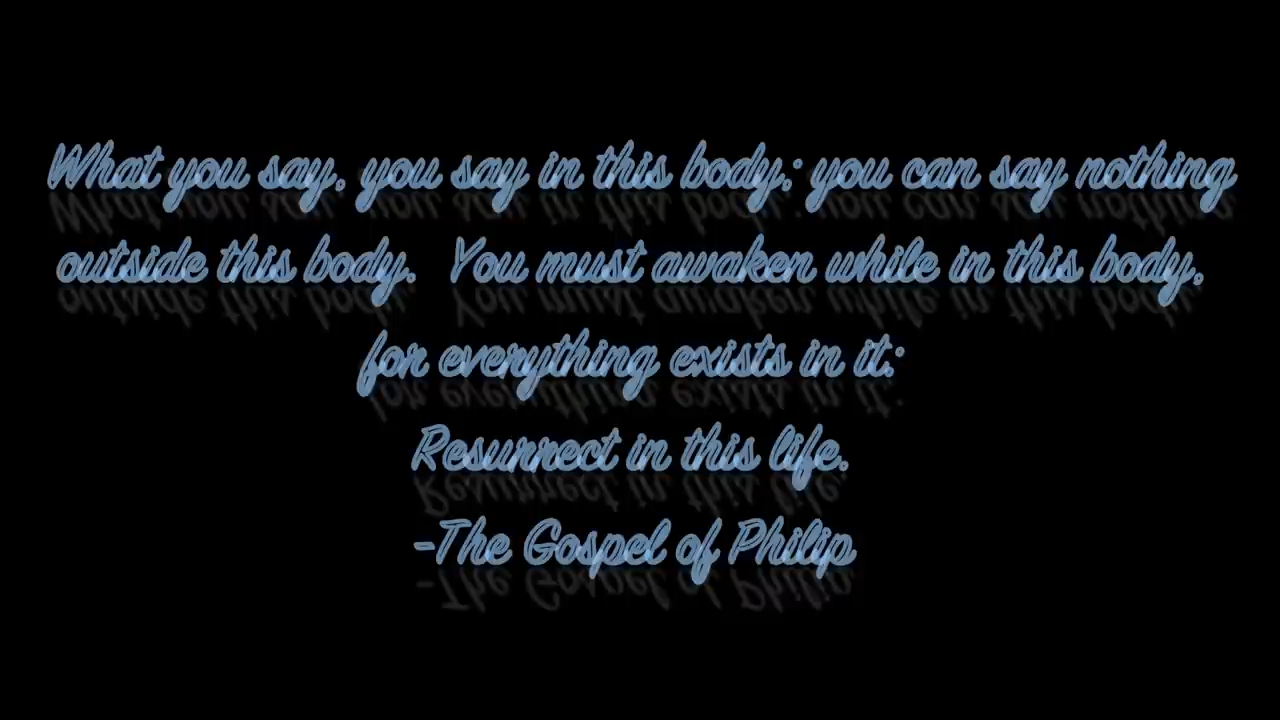 What you say, you say in this body; you can say nothing
outside this body.  You must awaken while in this body,
for everything exists in it:
Resurrect in this life.
-The Gospel of Philip